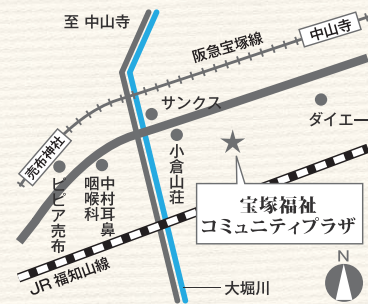 至 中山寺
中山寺
阪急宝塚線
サンクス
ダイエー
売布神社
小倉山荘
中村耳鼻
咽喉科
ピピア売布
宝塚福祉
コミュニティプラザ
JR 福知山線
大堀川
N